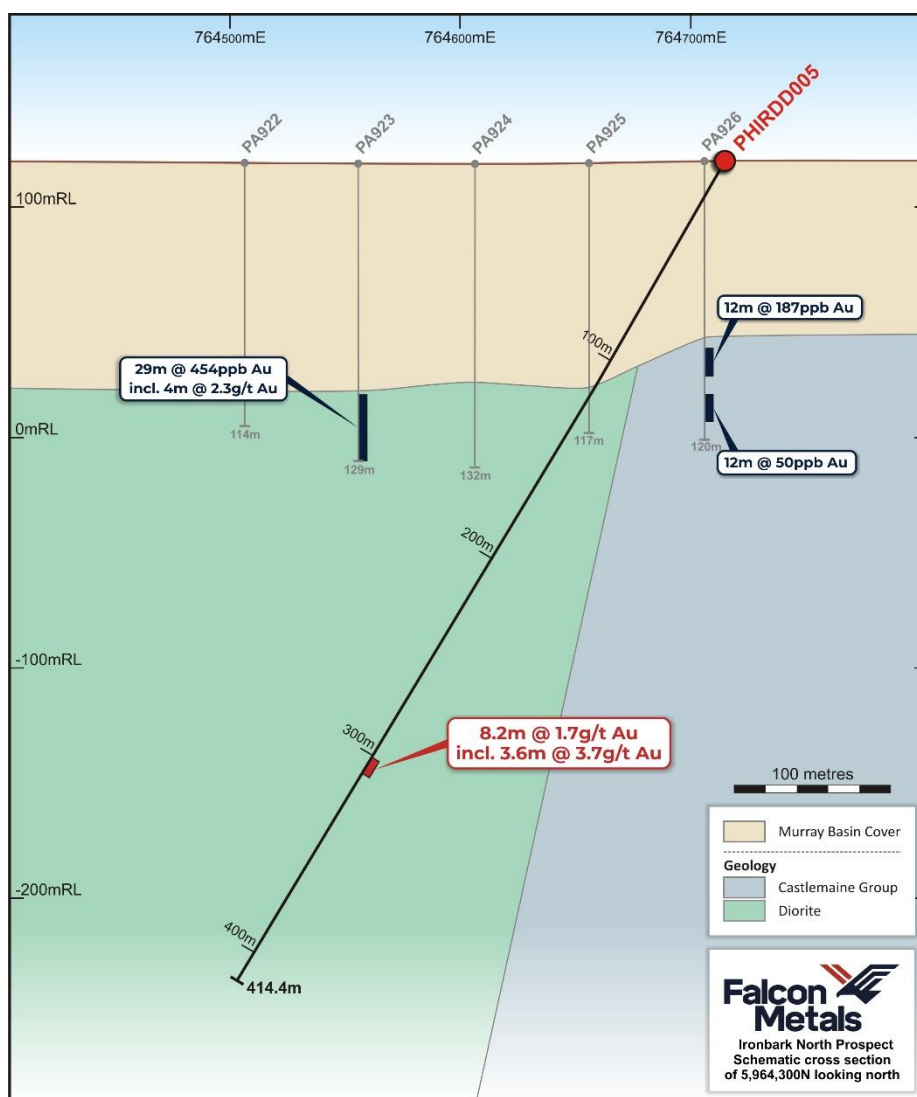 764500mE
764600mE
764700mE
PA922
PA923
PA924
PA925
PA926
PHIRDD005
100mRL
12m @ 187ppb Au
100m
29m @ 454ppb Au
incl. 4m @ 2.3g/t Au
0mRL
114m
129m
132m
117m
120m
12m @ 50ppb Au
200m
-100mRL
300m
8.2m @ 1.7g/t Au
incl. 3.6m @ 3.7g/t Au
100 metres
Murray Basin Cover
Geology
Castlemaine Group
Diorite
-200mRL
400m
414.4m
Falcon
Metals
Ironbark North Prospect
Schematic cross section
of 5,964,300N looking north